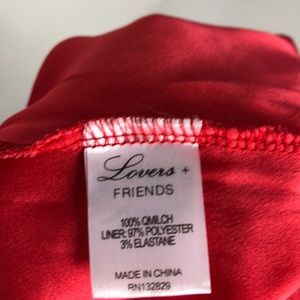 Lovers +
FRIENDS
100% QMILCH
LINER: 97% POLYESTER
3% ELASTANE
MADE IN CHINA
RN132829